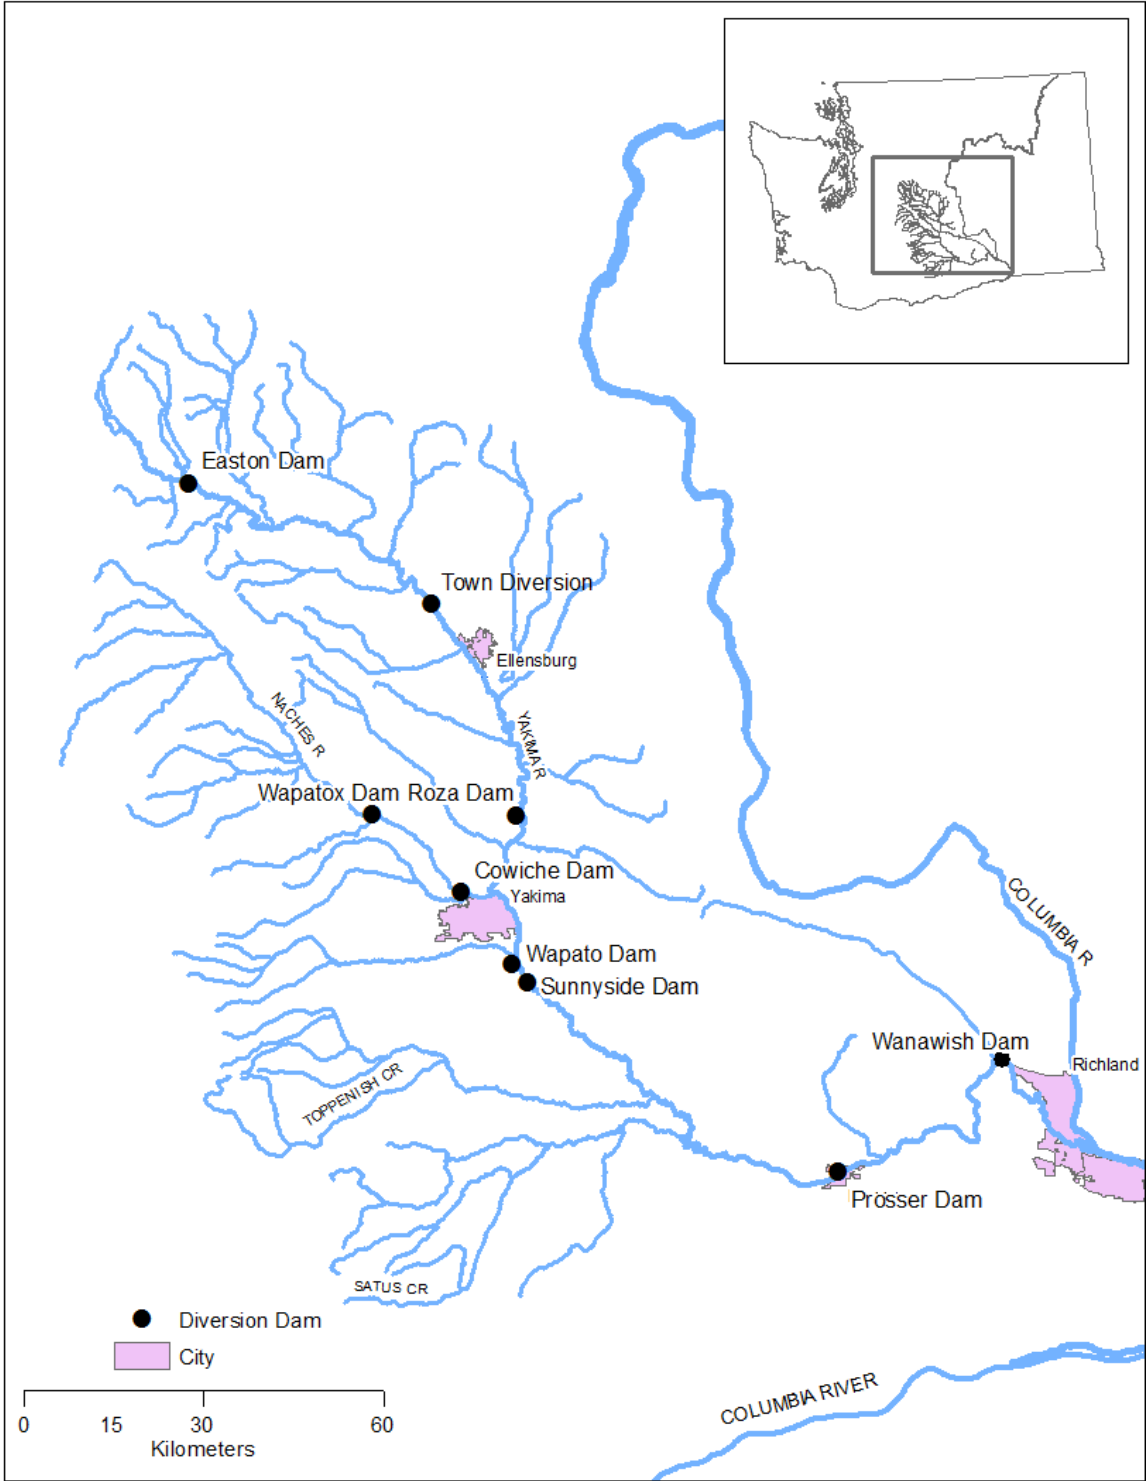 Easton Dam
Town Diversion
Ellensburg
NACHES R
YAKIMA R
Wapatox Dam
Roza Dam
Cowiche Dam
Yakima
COLUMBIA R
Wapato Dam
Sunnyside Dam
Wanawish Dam
Richland
TOPPENISH CR
Prosser Dam
SATUS CR
Diversion Dam
City
0 15 30 60
Kilometers
COLUMBIA RIVER